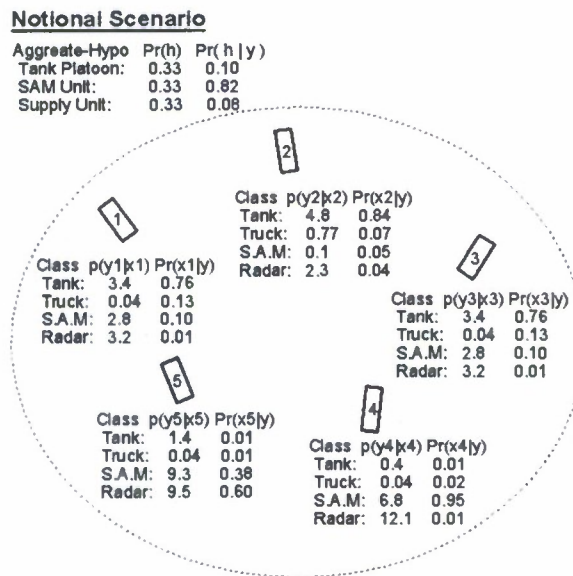 Notional Scenario
Aggreate-Hypo Pr(h) Pr( h | y )
Tank Platoon: 0.33 0.10
SAM Unit: 0.33 0.82
Supply Unit: 0.33 0.08
2
Class p(y2|x2) Pr(x2|y)
Tank: 4.8 0.84
Truck: 0.77 0.07
S.A.M: 0.1 0.05
Radar: 2.3 0.04
1
Class p(y1|x1) Pr(x1|y)
Tank: 3.4 0.76
Truck: 0.04 0.13
S.A.M: 2.8 0.10
Radar: 3.2 0.01
3
Class p(y3|x3) Pr(x3|y)
Tank: 3.4 0.76
Truck: 0.04 0.13
S.A.M: 2.8 0.10
Radar: 3.2 0.01
5
Class p(y5|x5) Pr(x5|y)
Tank: 1.4 0.01
Truck: 0.04 0.01
S.A.M: 9.3 0.38
Radar: 9.5 0.60
4
Class p(y4|x4) Pr(x4|y)
Tank: 0.4 0.01
Truck: 0.04 0.02
S.A.M: 6.8 0.95
Radar: 12.1 0.01